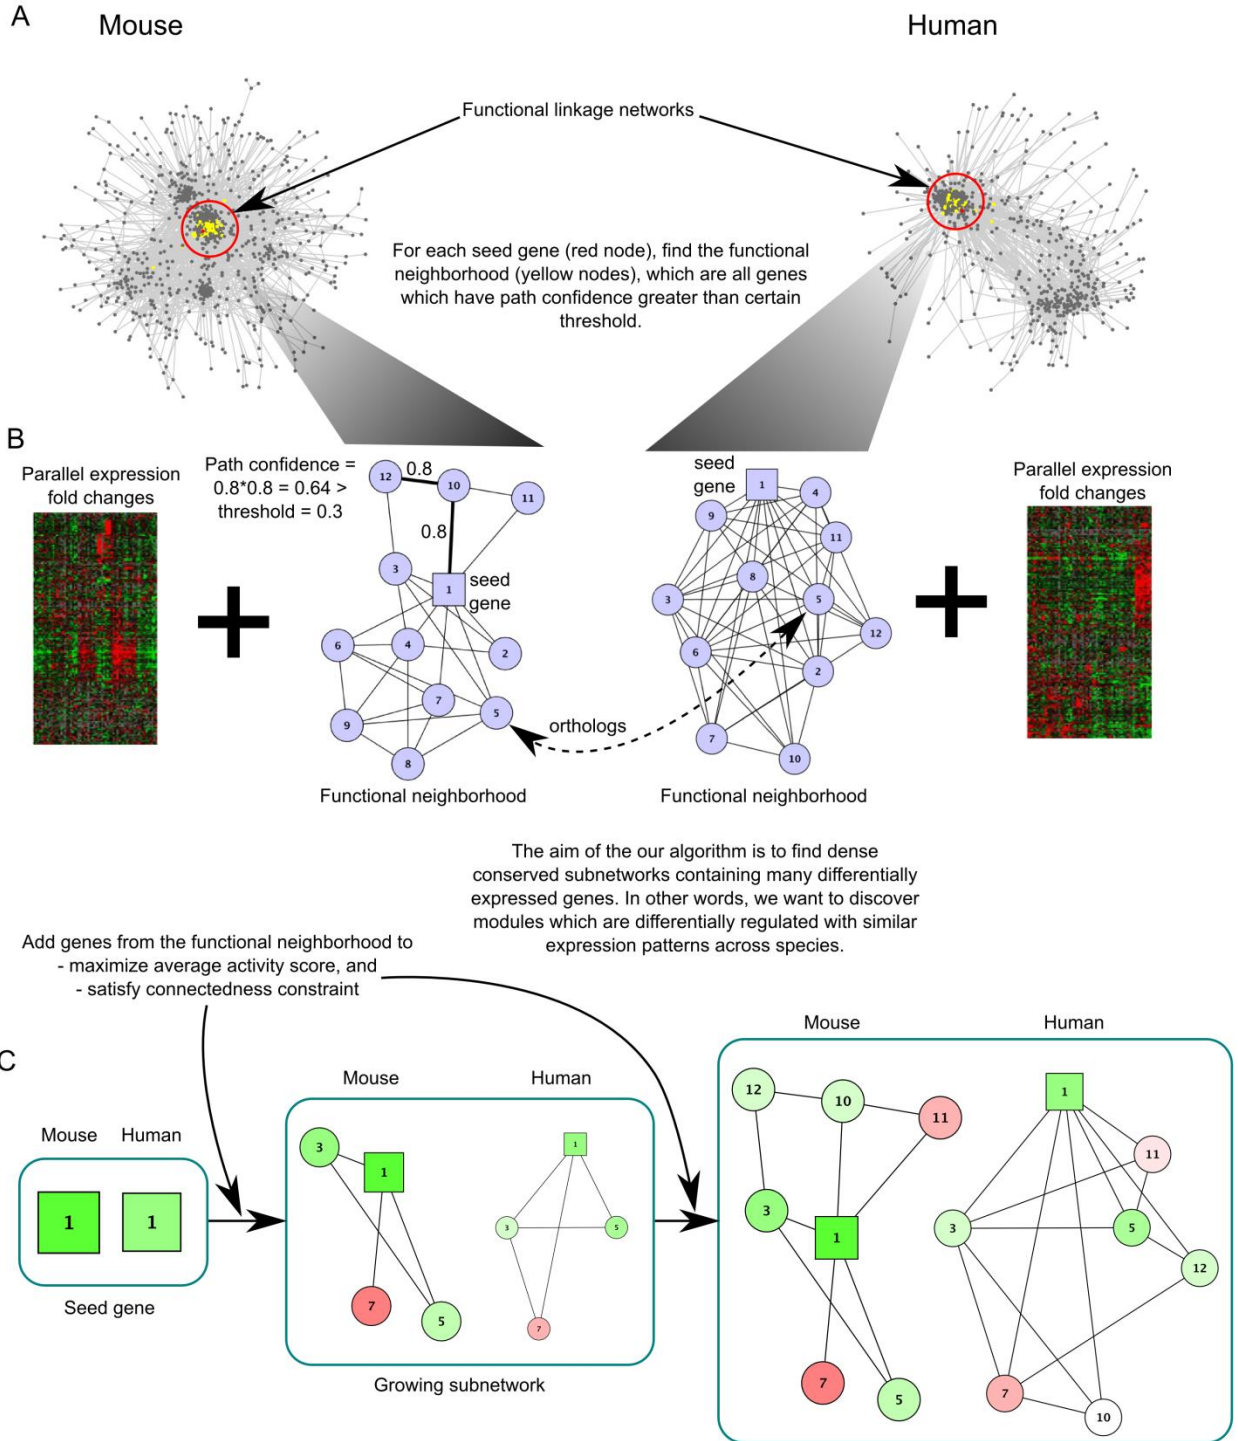 A
Mouse
Human
Functional linkage networks
For each seed gene (red node), find the functional
neighborhood (yellow nodes), which are all genes
which have path confidence greater than certain
threshold.
B
Parallel expression
fold changes
Path confidence =
0.8*0.8 = 0.64 >
threshold = 0.3
12
0.8
10
11
0.8
3
1
seed
gene
6
4
2
7
5
9
8
Functional neighborhood
orthologs
seed
gene
1
4
9
11
8
3
5
12
6
2
7
10
Functional neighborhood
Parallel expression
fold changes
The aim of the our algorithm is to find dense
conserved subnetworks containing many differentially
expressed genes. In other words, we want to discover
modules which are differentially regulated with similar
expression patterns across species.
Add genes from the functional neighborhood to
- maximize average activity score, and
- satisfy connectedness constraint
C
Mouse
Human
1
1
Seed gene
Mouse
Human
3
1
7
5
1
3
5
7
Growing subnetwork
Mouse
Human
12
10
11
3
1
7
5
1
11
3
5
12
7
10